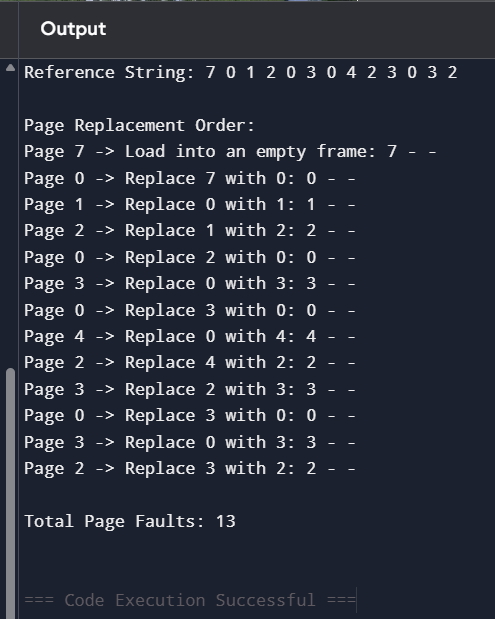 Output
Reference String: 7 0 1 2 0 3 0 4 2 3 0 3 2
Page Replacement Order:
Page 7 -> Load into an empty frame: 7 - -
Page 0 -> Replace 7 with 0: 0 - -
Page 1 -> Replace 0 with 1: 1 - -
Page 2 -> Replace 1 with 2: 2 - -
Page 0 -> Replace 2 with 0: 0 - -
Page 3 -> Replace 0 with 3: 3 - -
Page 0 -> Replace 3 with 0: 0 - -
Page 4 -> Replace 0 with 4: 4 - -
Page 2 -> Replace 4 with 2: 2 - -
Page 3 -> Replace 2 with 3: 3 - -
Page 0 -> Replace 3 with 0: 0 - -
Page 3 -> Replace 0 with 3: 3 - -
Page 2 -> Replace 3 with 2: 2 - -
Total Page Faults: 13
=== Code Execution Successful ===